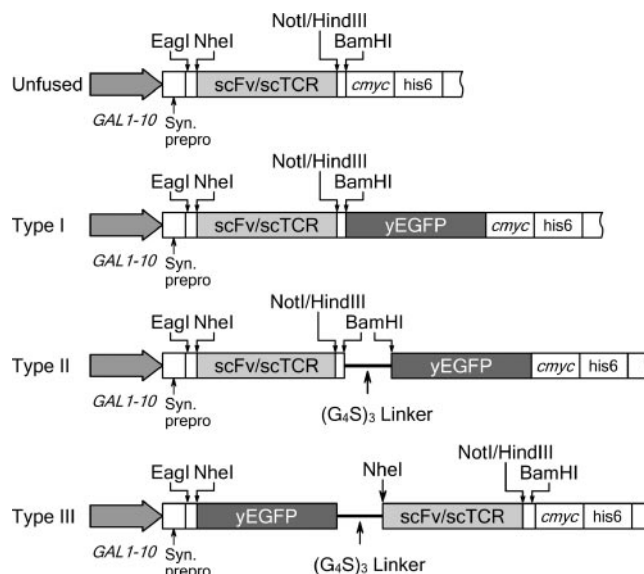 NotI/HindIII
EagI NheI BamHI
Unfused scFv/scTCR cmyc his6
GAL1-10 Syn. prepro
NotI/HindIII
EagI NheI BamHI
Type I scFv/scTCR yEGFP cmyc his6
GAL1-10 Syn. prepro
NotI/HindIII
EagI NheI BamHI
Type II scFv/scTCR yEGFP cmyc his6
GAL1-10 Syn. prepro
(G₄S)₃ Linker
NotI/HindIII
EagI NheI NheI BamHI
Type III yEGFP scFv/scTCR cmyc his6
GAL1-10 Syn. prepro
(G₄S)₃ Linker